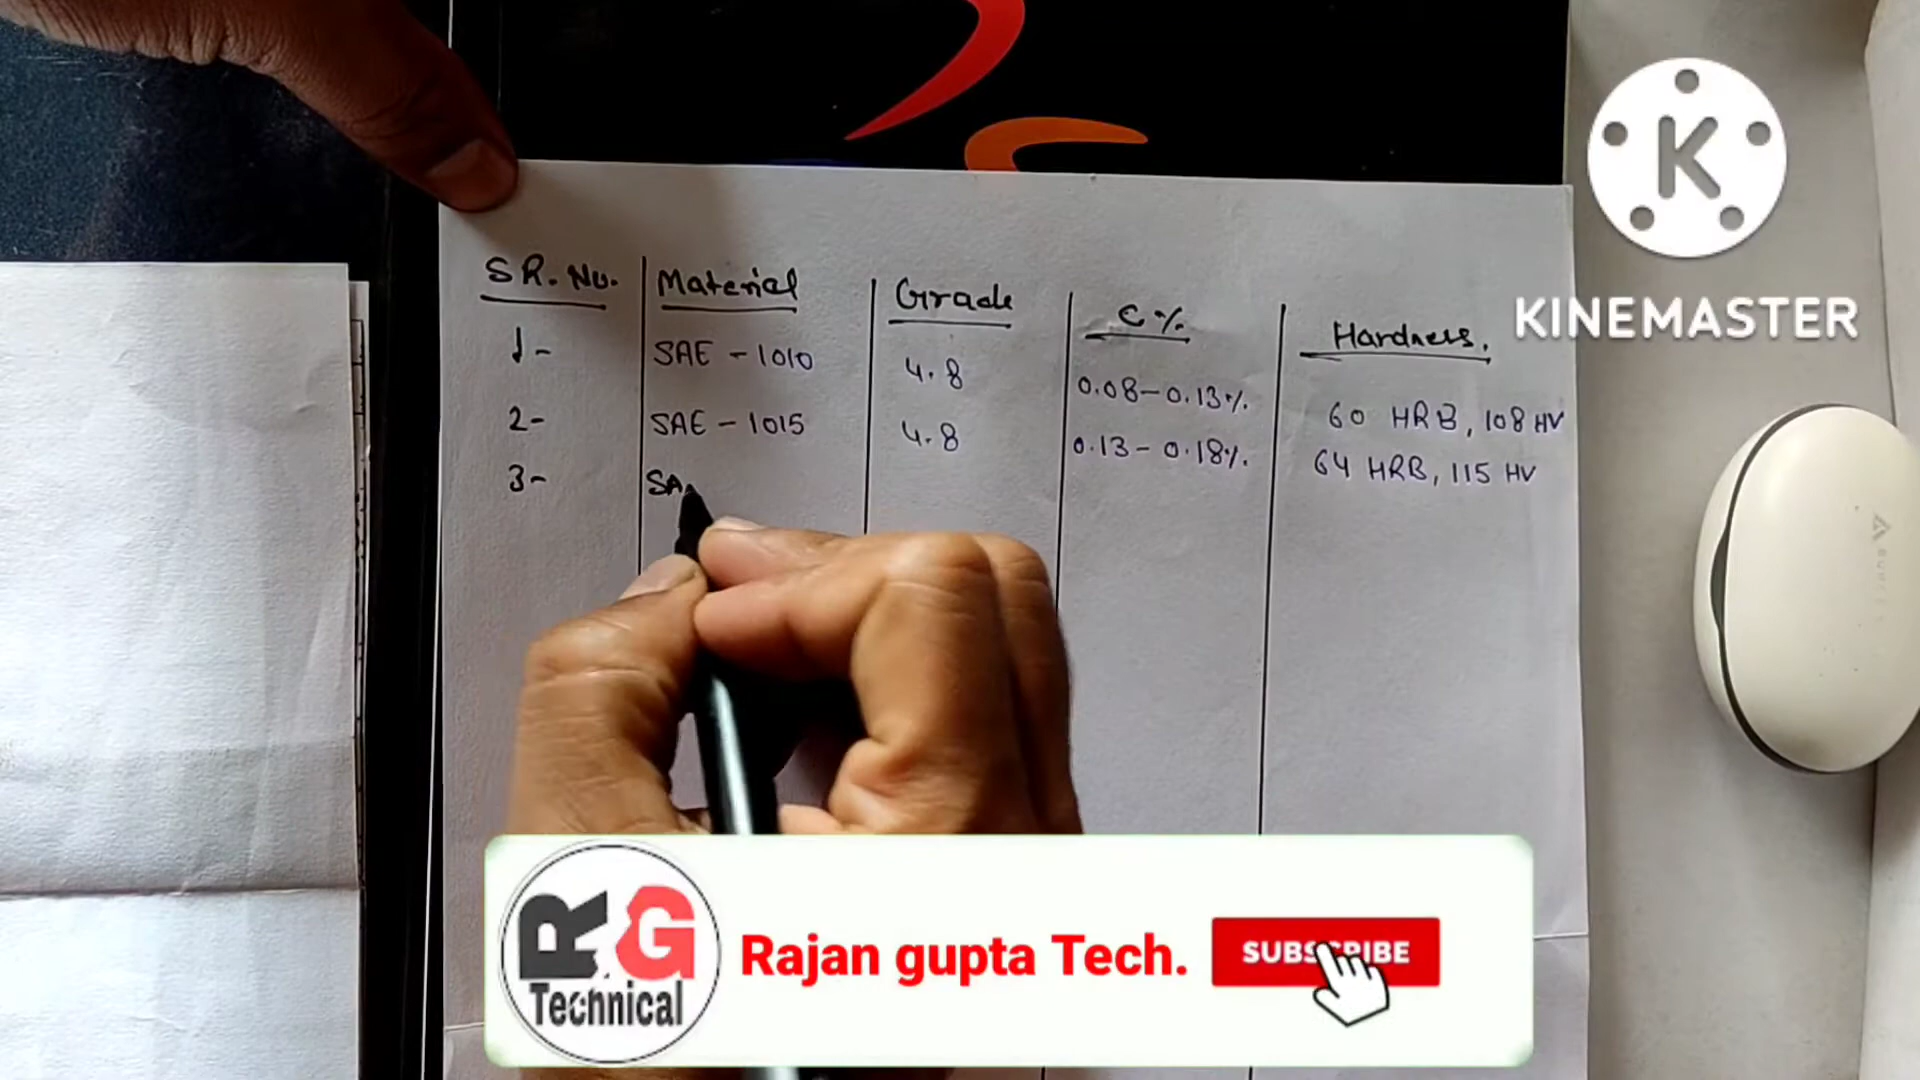 SR. No. Material Grade C% Hardness.
1- SAE - 1010 4.8 0.08-0.13% 60 HRB, 108 HV
2- SAE - 1015 4.8 0.13-0.18% 64 HRB, 115 HV
3- SA
K
KINEMASTER
RG
Technical
Rajan gupta Tech.
SUBSCRIBE